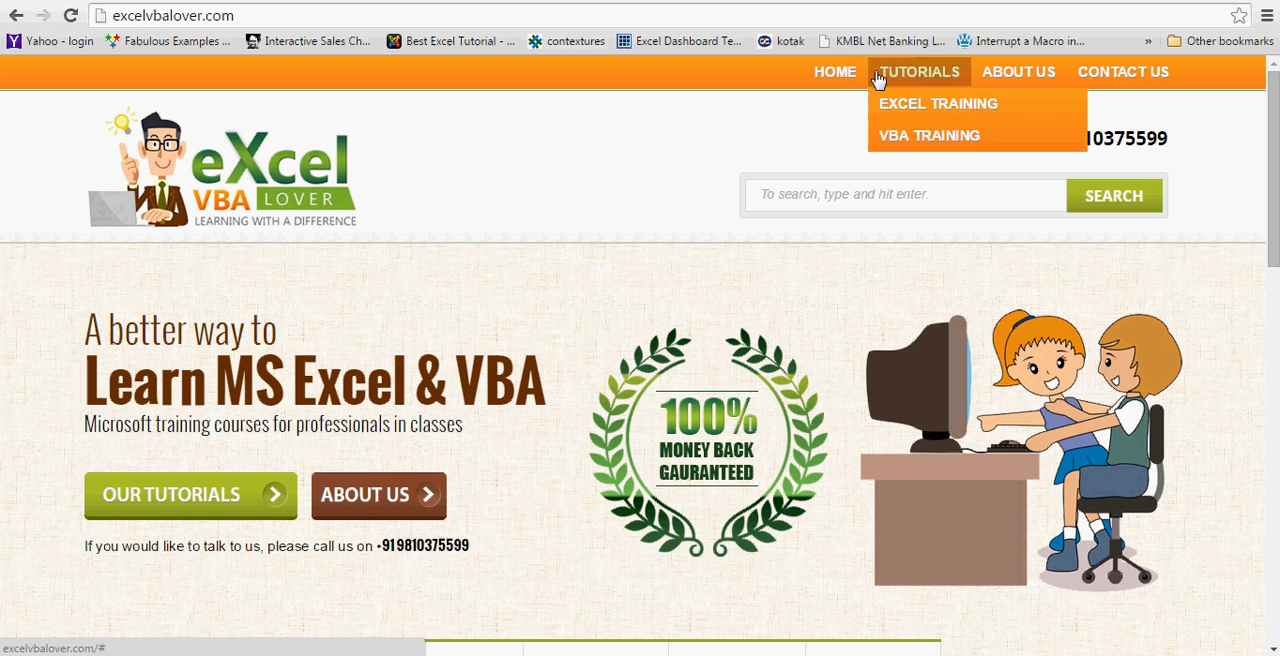 excelvbalover.com
Yahoo - login
Fabulous Examples ...
Interactive Sales Ch...
Best Excel Tutorial - ...
contextures
Excel Dashboard Te...
kotak
KMBL Net Banking L...
Interrupt a Macro in...
»
Other bookmarks
HOME
TUTORIALS
ABOUT US
CONTACT US
EXCEL TRAINING
VBA TRAINING
10375599
eXcel
VBA LOVER
LEARNING WITH A DIFFERENCE
To search, type and hit enter.
SEARCH
A better way to
Learn MS Excel & VBA
Microsoft training courses for professionals in classes
100%
MONEY BACK
GAURANTEED
OUR TUTORIALS
ABOUT US
If you would like to talk to us, please call us on +919810375599
excelvbalover.com/#